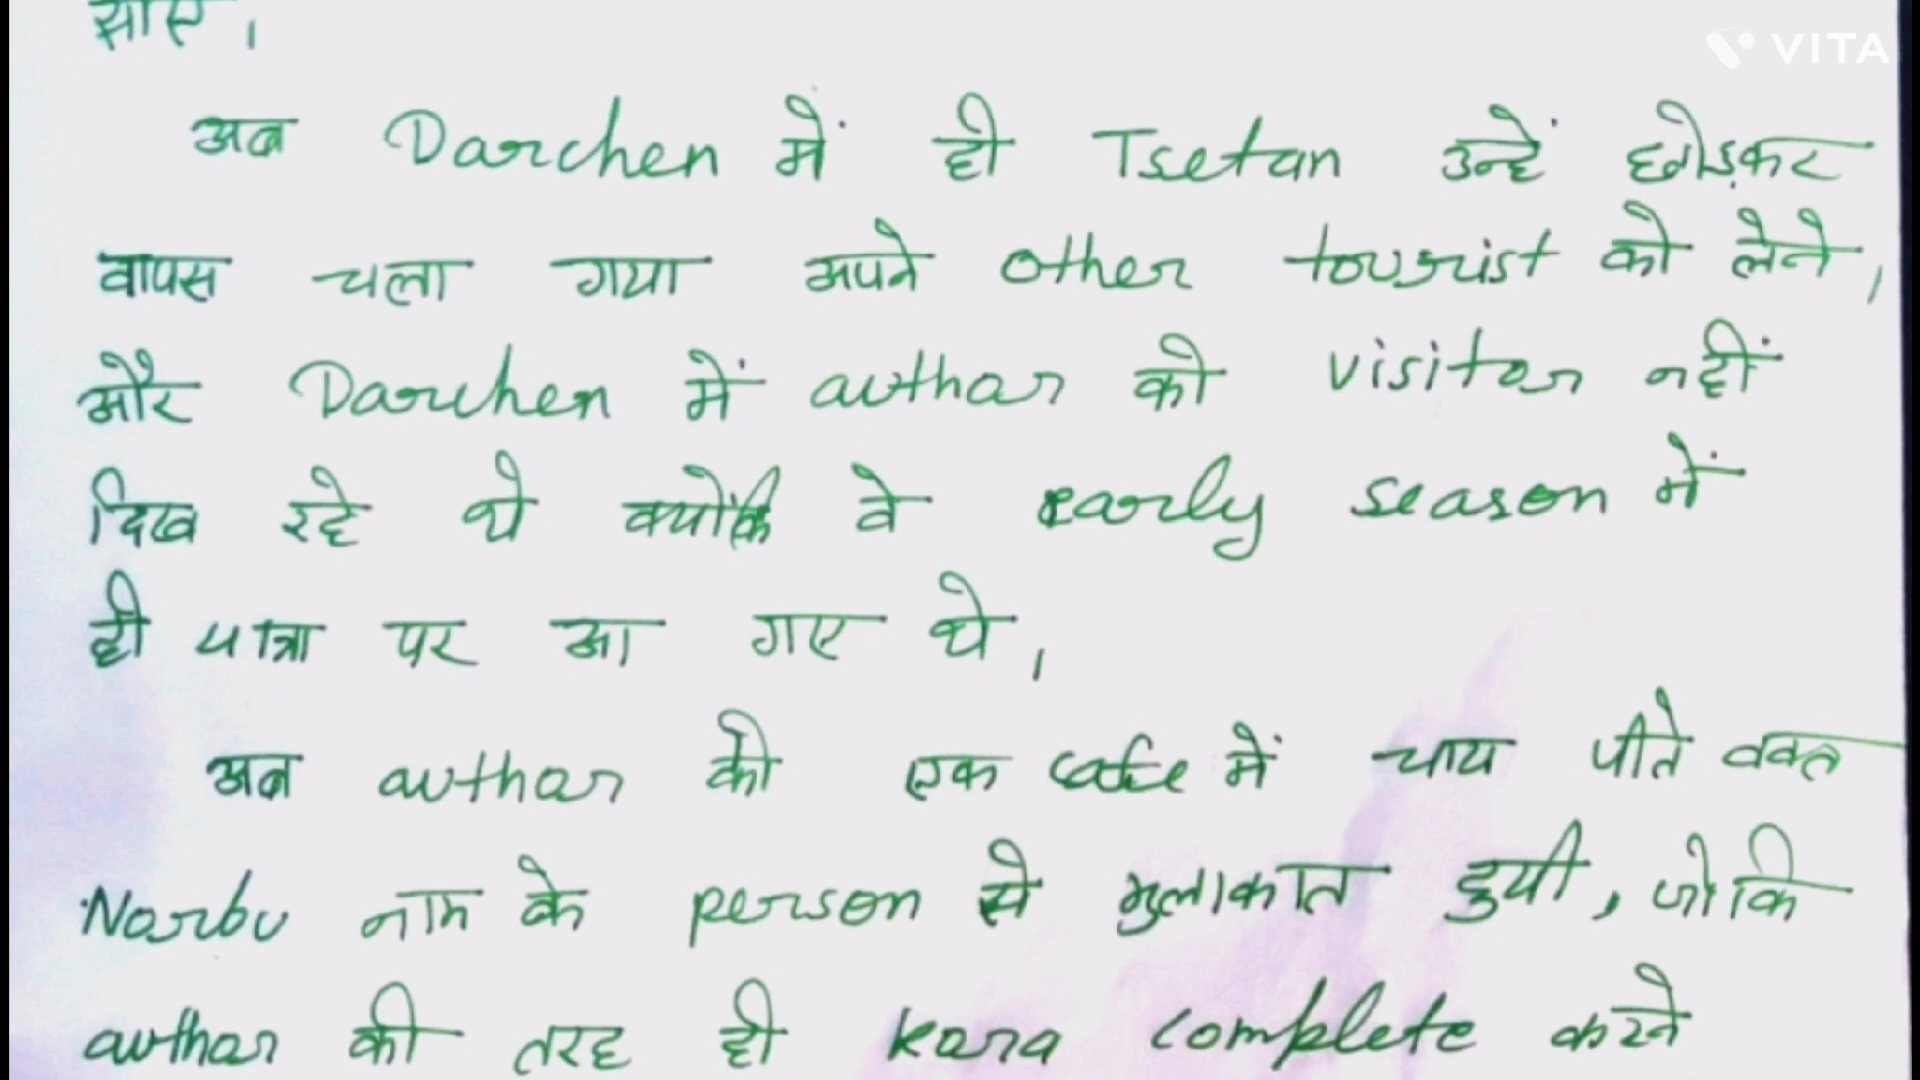 VITA
अब Darchen में ही Tsetan उन्हें छोड़कर
वापस चला गया अपने other tourist को लेने,
और Darchen में author को visitor नहीं
दिख रहे थे क्योंकि वे early season में
ही यात्रा पर आ गए थे,
अब author की एक cafe में चाय पीते वक्त
Norbu नाम के person से मुलाकात हुयी, जोकि
author की तरह ही kora complete करने